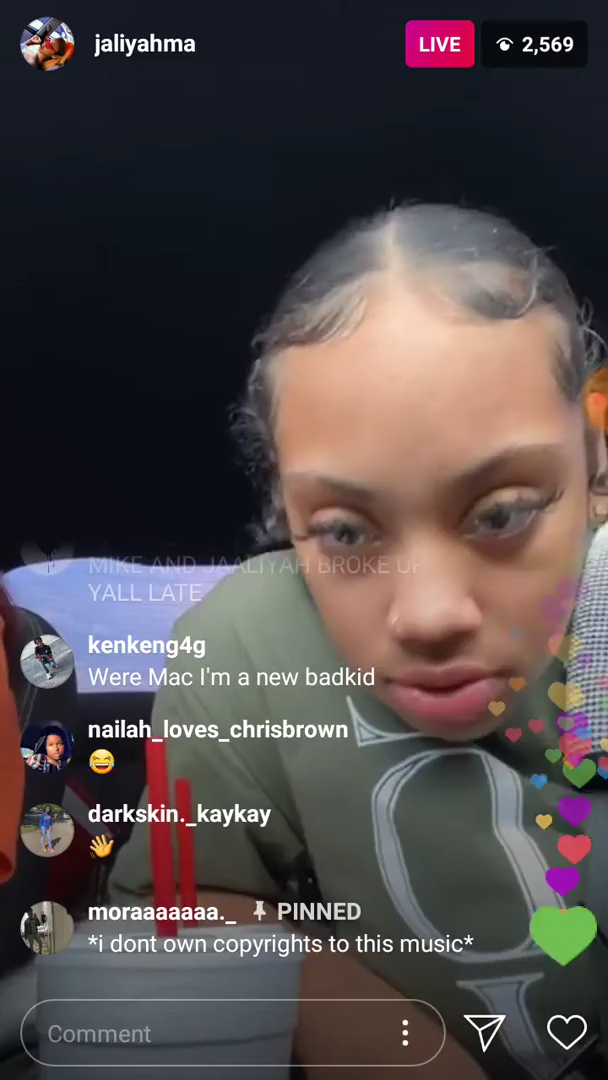 jaliyahma
LIVE
2,569
MIKE AND JAALIYAH BROKE UP
YALL LATE
kenkeng4g
Were Mac I'm a new badkid
nailah_loves_chrisbrown
😂
darkskin._kaykay
👋
moraaaaaaa._ PINNED
*i dont own copyrights to this music*
Comment